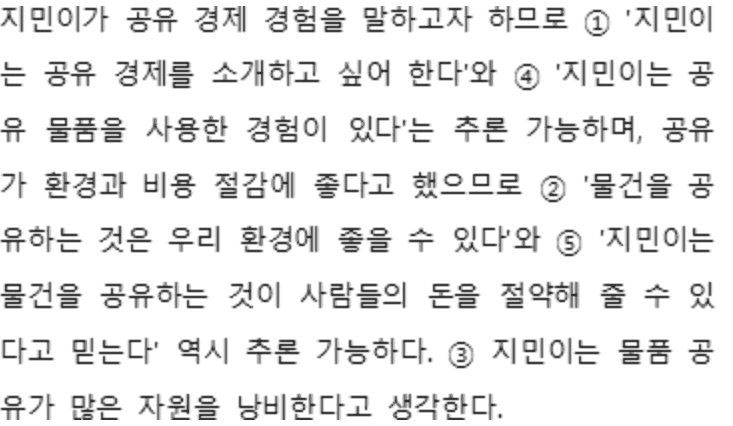 지민이가 공유 경제 경험을 말하고자 하므로 ① '지민이
는 공유 경제를 소개하고 싶어 한다'와 ④ '지민이는 공
유 물품을 사용한 경험이 있다'는 추론 가능하며, 공유
가 환경과 비용 절감에 좋다고 했으므로 ② '물건을 공
유하는 것은 우리 환경에 좋을 수 있다'와 ⑤ '지민이는
물건을 공유하는 것이 사람들의 돈을 절약해 줄 수 있
다고 믿는다' 역시 추론 가능하다. ③ 지민이는 물품 공
유가 많은 자원을 낭비한다고 생각한다.